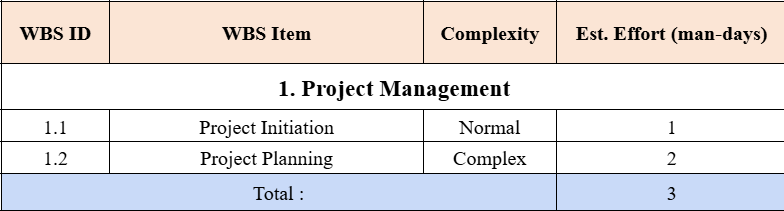 WBS ID WBS Item Complexity Est. Effort (man-days)
1. Project Management
1.1 Project Initiation Normal 1
1.2 Project Planning Complex 2
Total : 3